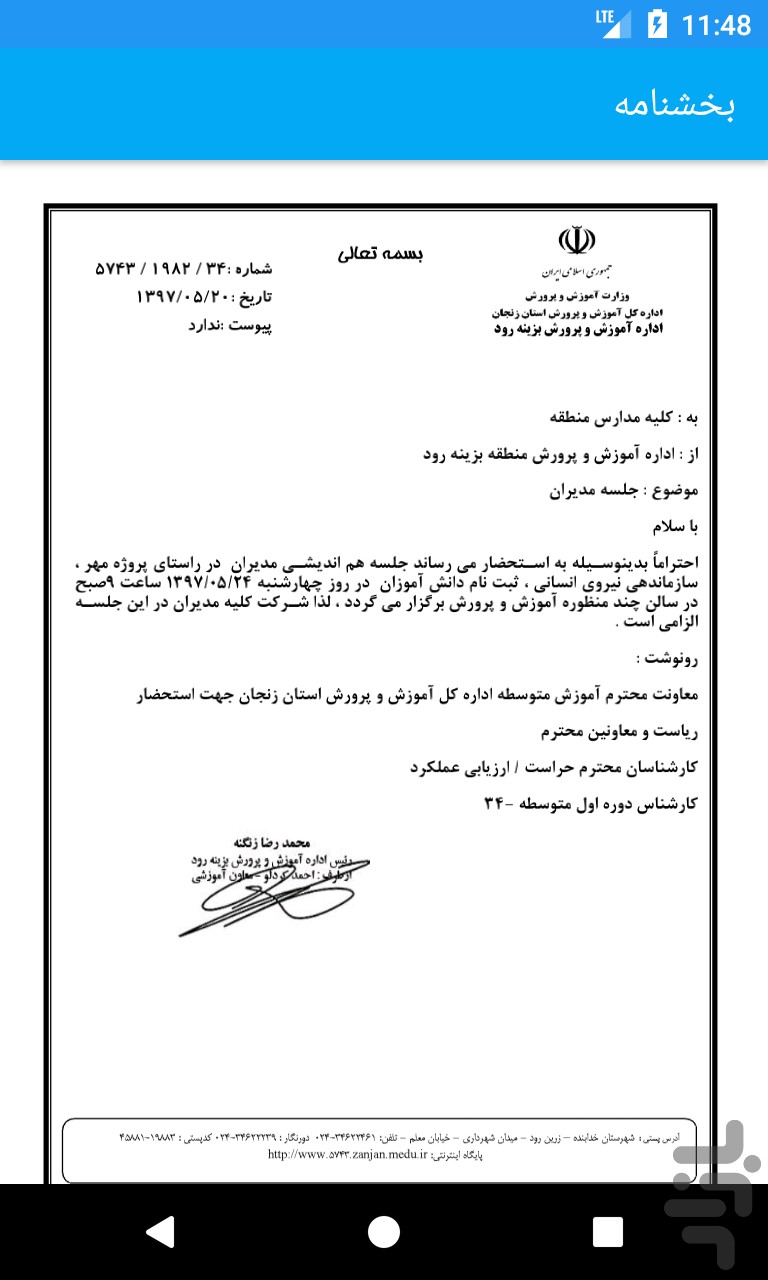 LTE 11:48
بخشنامه
بسمه تعالی
جمهوری اسلامی ایران
وزارت آموزش و پرورش
اداره کل آموزش و پرورش استان زنجان
اداره آموزش و پرورش بزینه رود
شماره :۳۴ / ۱۹۸۲ / ۵۷۴۳
تاریخ :۱۳۹۷/۰۵/۲۰
پیوست :ندارد
به : کلیه مدارس منطقه
از : اداره آموزش و پرورش منطقه بزینه رود
موضوع : جلسه مدیران
با سلام
احتراماً بدینوسیله به استحضار می رساند جلسه هم اندیشی مدیران در راستای پروژه مهر ،
سازماندهی نیروی انسانی ، ثبت نام دانش آموزان در روز چهارشنبه ۱۳۹۷/۰۵/۲۴ ساعت ۹صبح
در سالن چند منظوره آموزش و پرورش برگزار می گردد ، لذا شرکت کلیه مدیران در این جلسه
الزامی است .
رونوشت :
معاونت محترم آموزش متوسطه اداره کل آموزش و پرورش استان زنجان جهت استحضار
ریاست و معاونین محترم
کارشناسان محترم حراست / ارزیابی عملکرد
کارشناس دوره اول متوسطه -۳۴
محمد رضا زنگنه
رئیس اداره آموزش و پرورش بزینه رود
ازطرف : احمد کردلو - معاون آموزشی
آدرس پستی : شهرستان خدابنده – زرین رود – میدان شهرداری – خیابان معلم – تلفن: ۳۴۶۲۲۴۶۱-۰۲۴ دورنگار : ۳۴۶۲۲۲۳۹-۰۲۴ کدپستی : ۱۹۸۸۳-۴۵۸۸۱
پایگاه اینترنتی: http://www.۵۷۴۳.zanjan.medu.ir